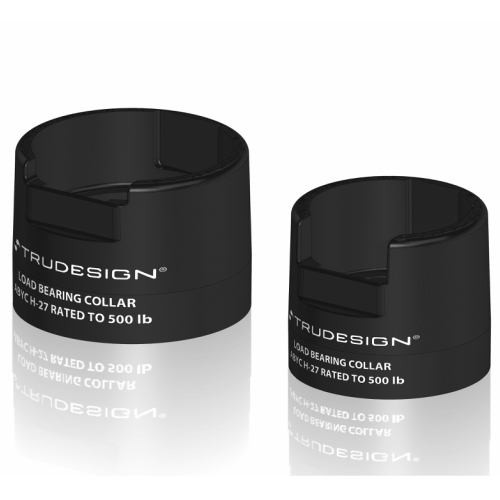 TRUDESIGN®
LOAD BEARING COLLAR
ABYC H-27 RATED TO 500 lb
TRUDESIGN®
LOAD BEARING COLLAR
ABYC H-27 RATED TO 500 lb